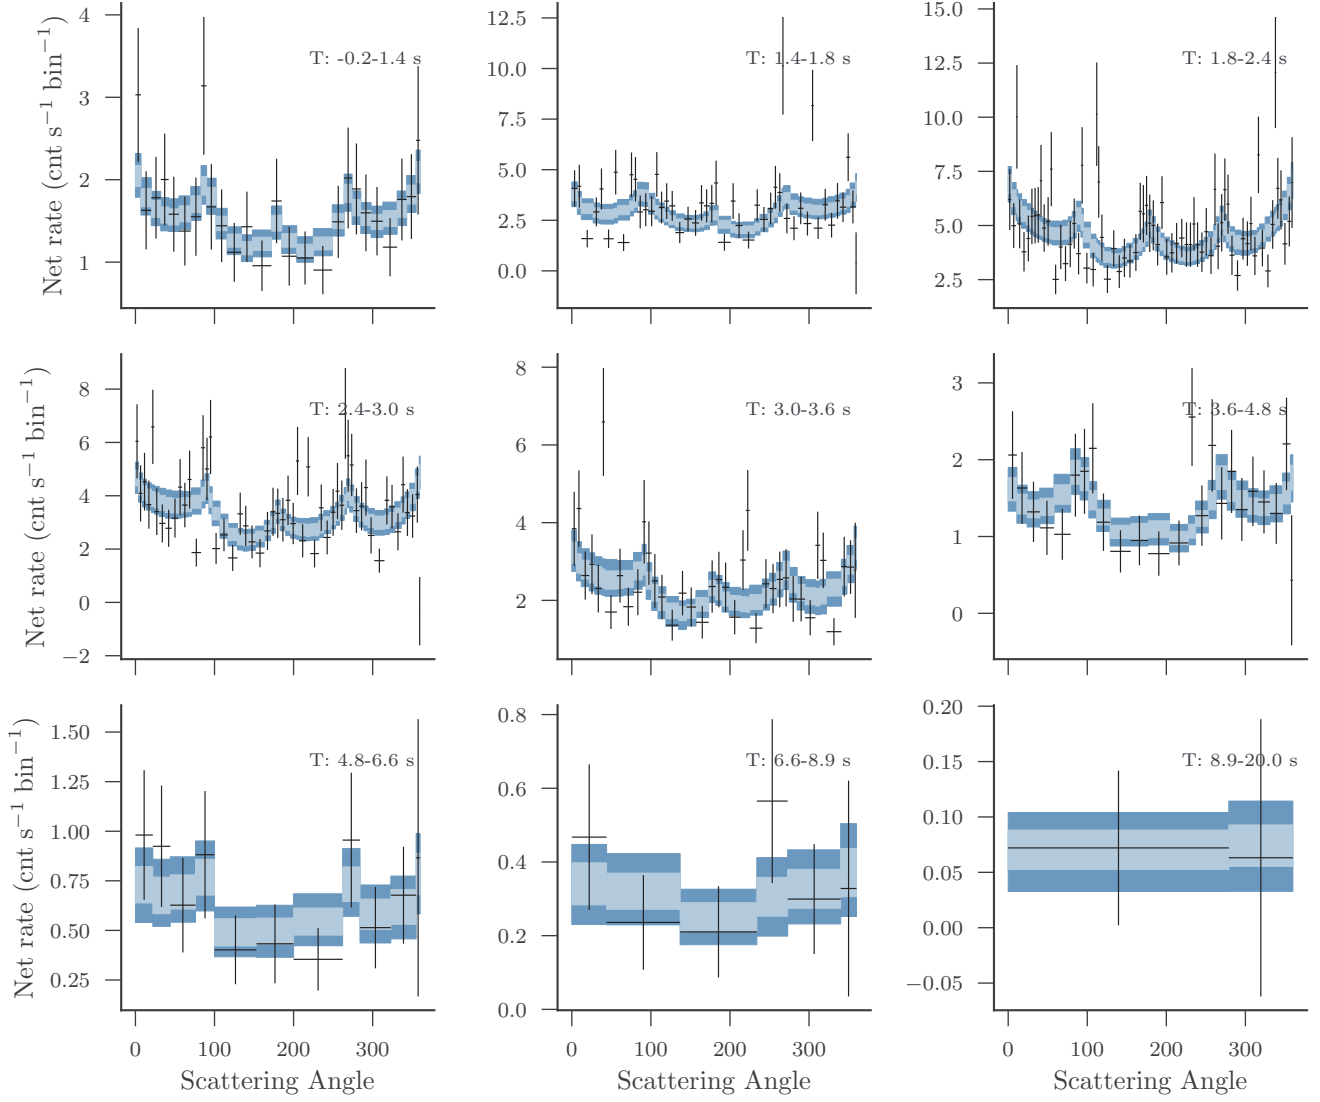 Net rate (cnt s⁻¹ bin⁻¹)
4
3
2
1
T: -0.2-1.4 s
12.5
10.0
7.5
5.0
2.5
0.0
T: 1.4-1.8 s
15.0
12.5
10.0
7.5
5.0
2.5
T: 1.8-2.4 s
Net rate (cnt s⁻¹ bin⁻¹)
8
6
4
2
0
−2
T: 2.4-3.0 s
8
6
4
2
T: 3.0-3.6 s
3
2
1
0
T: 3.6-4.8 s
Net rate (cnt s⁻¹ bin⁻¹)
1.50
1.25
1.00
0.75
0.50
0.25
T: 4.8-6.6 s
0 100 200 300
Scattering Angle
0.8
0.6
0.4
0.2
0.0
T: 6.6-8.9 s
0 100 200 300
Scattering Angle
0.20
0.15
0.10
0.05
0.00
−0.05
T: 8.9-20.0 s
0 100 200 300
Scattering Angle